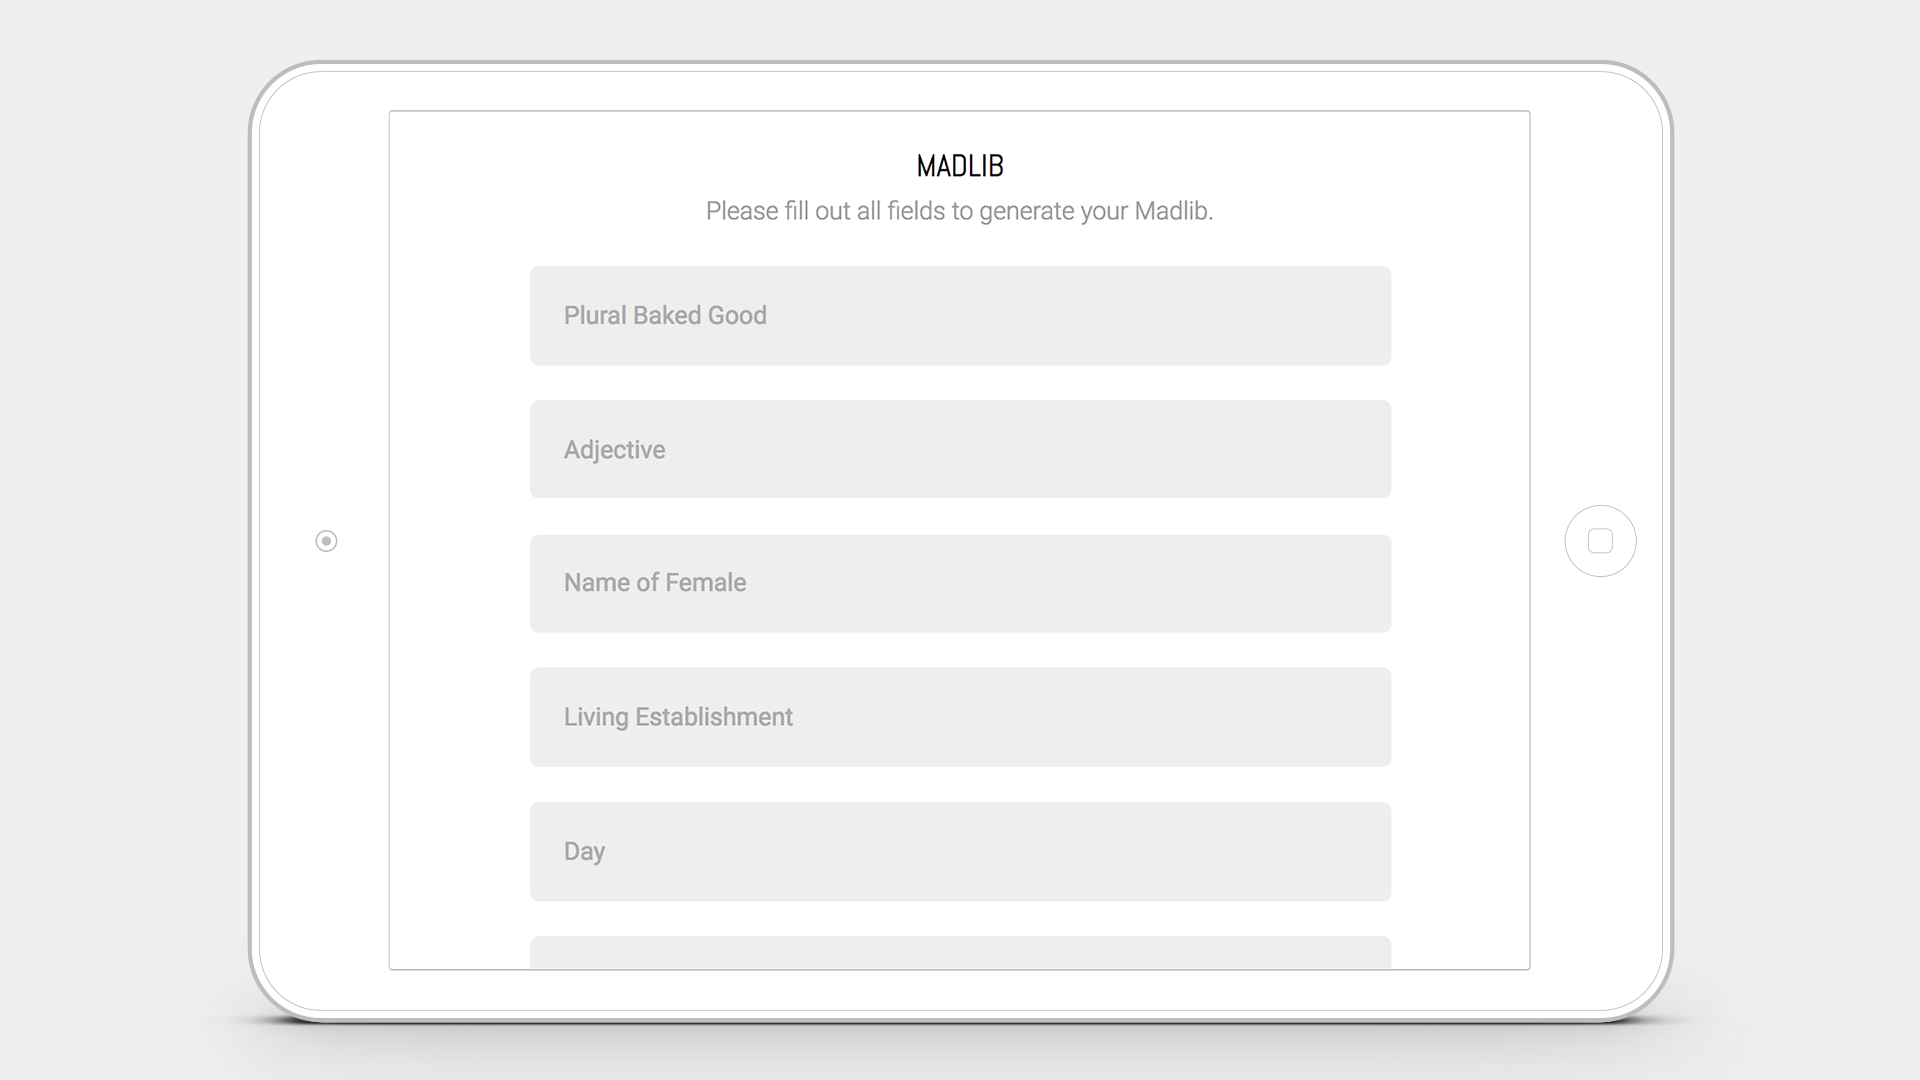 MADLIB
Please fill out all fields to generate your Madlib.
Plural Baked Good
Adjective
Name of Female
Living Establishment
Day